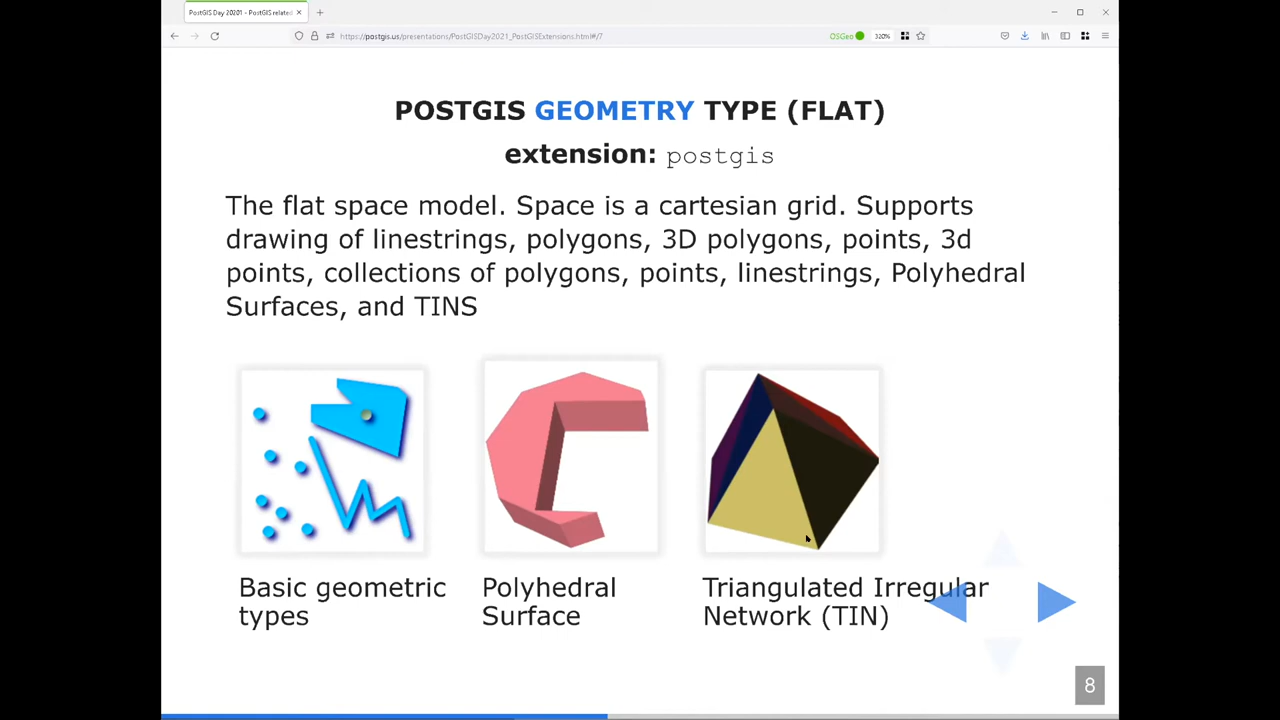 PostGIS Day 20201 - PostGIS related
https://postgis.us/presentations/PostGISDay2021_PostGISExtensions.html#/7
OSGeo
320%
POSTGIS GEOMETRY TYPE (FLAT)
extension: postgis
The flat space model. Space is a cartesian grid. Supports
drawing of linestrings, polygons, 3D polygons, points, 3d
points, collections of polygons, points, linestrings, Polyhedral
Surfaces, and TINS
Basic geometric
types
Polyhedral
Surface
Triangulated Irregular
Network (TIN)
8